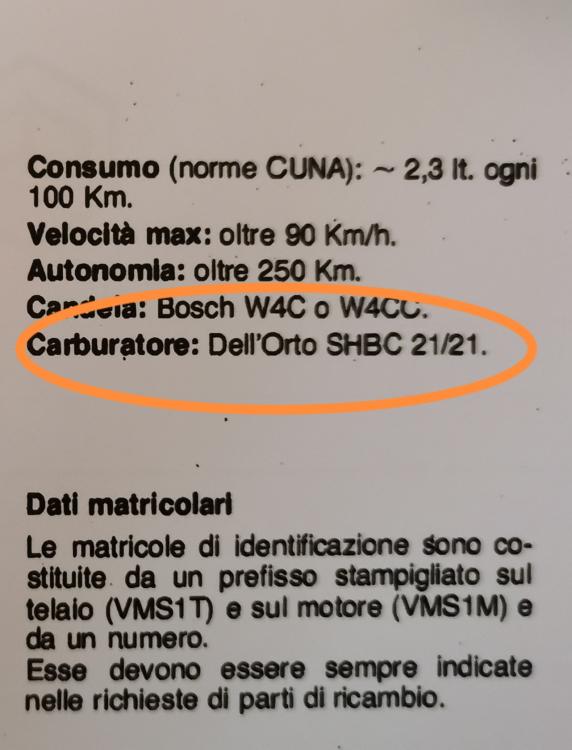 Consumo (norme CUNA): ~ 2,3 lt. ogni
100 Km.
Velocità max: oltre 90 Km/h.
Autonomia: oltre 250 Km.
Candela: Bosch W4C o W4CC.
Carburatore: Dell'Orto SHBC 21/21.
Dati matricolari
Le matricole di identificazione sono co-
stituite da un prefisso stampigliato sul
telaio (VMS1T) e sul motore (VMS1M) e
da un numero.
Esse devono essere sempre indicate
nelle richieste di parti di ricambio.